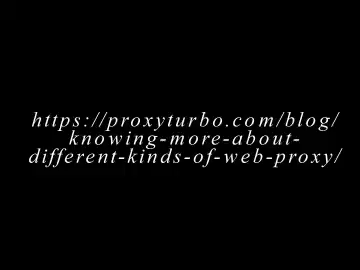 https://proxyturbo.com/blog/
knowing-more-about-
different-kinds-of-web-proxy/